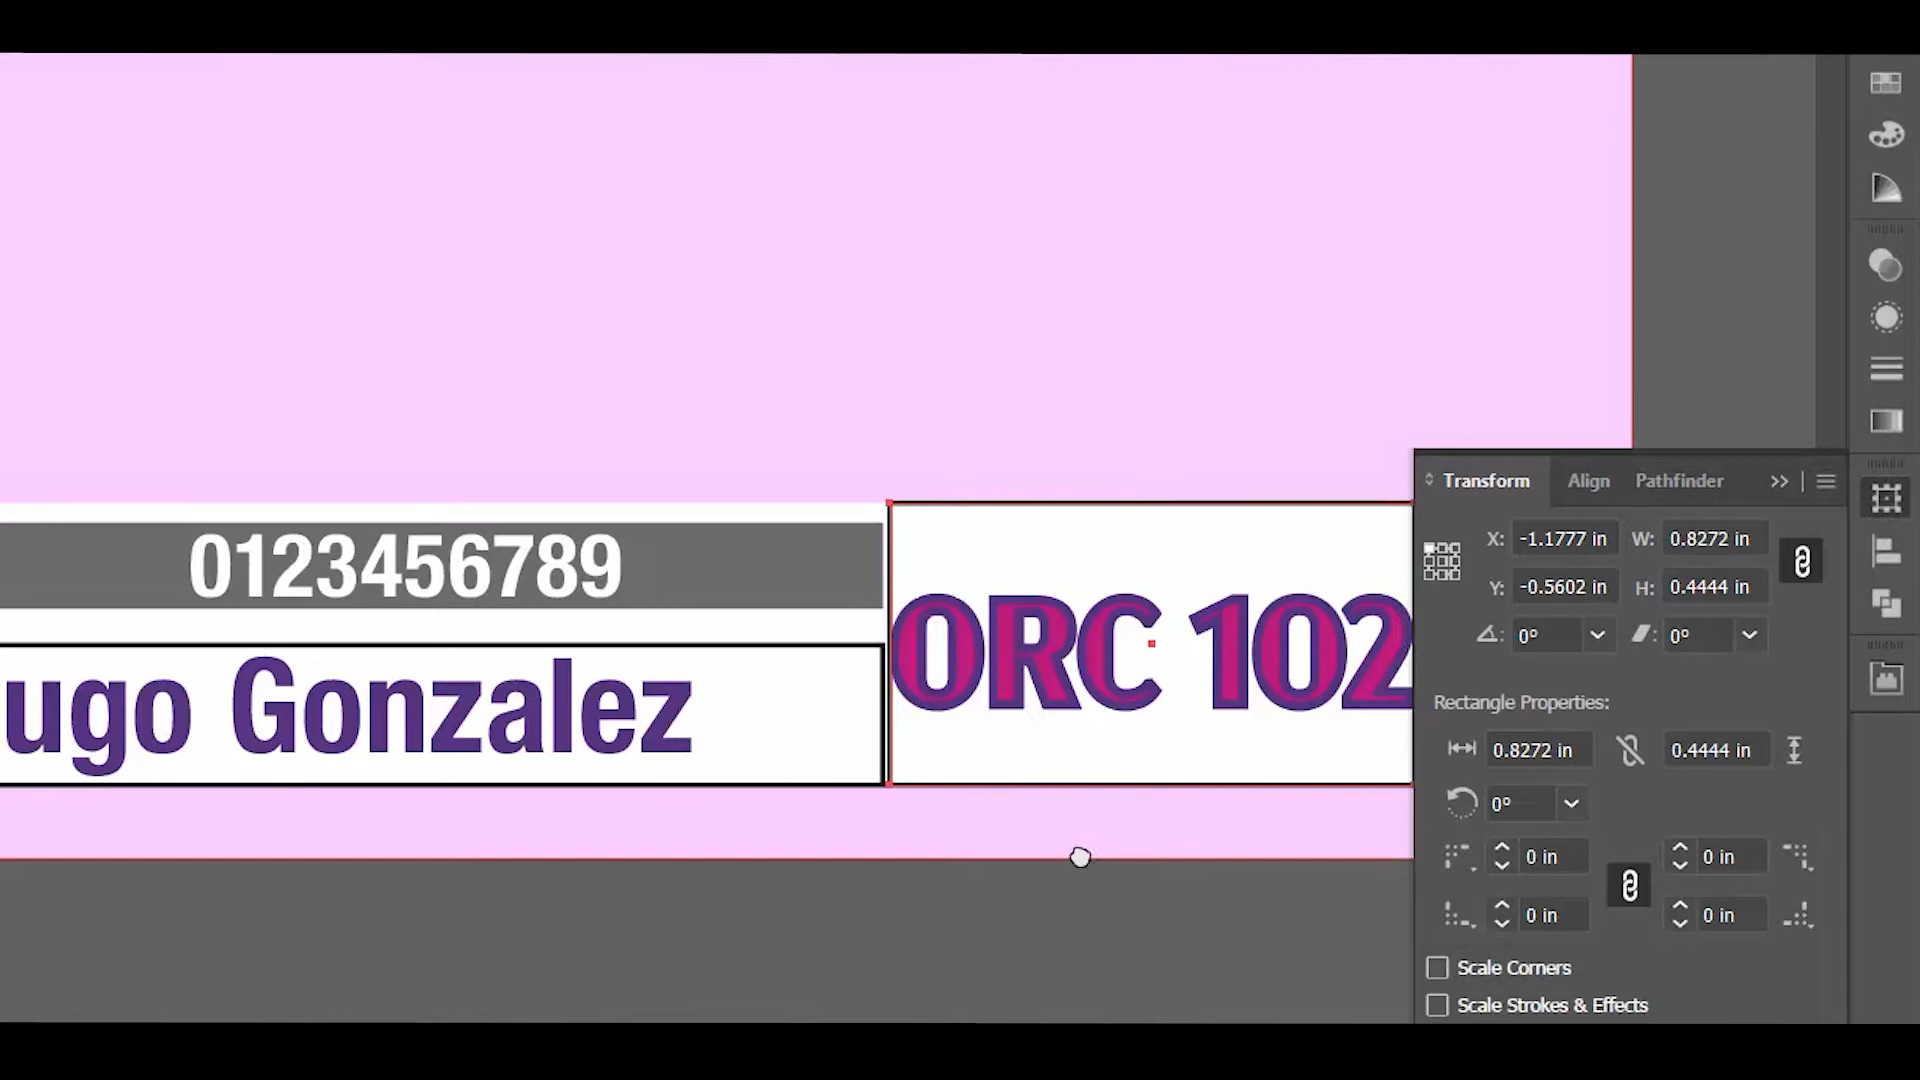 0123456789
ugo Gonzalez
ORC 102
Transform Align Pathfinder
X: -1.1777 in W: 0.8272 in
Y: -0.5602 in H: 0.4444 in
0° 0°
Rectangle Properties:
0.8272 in 0.4444 in
0°
0 in 0 in
0 in 0 in
Scale Corners
Scale Strokes & Effects